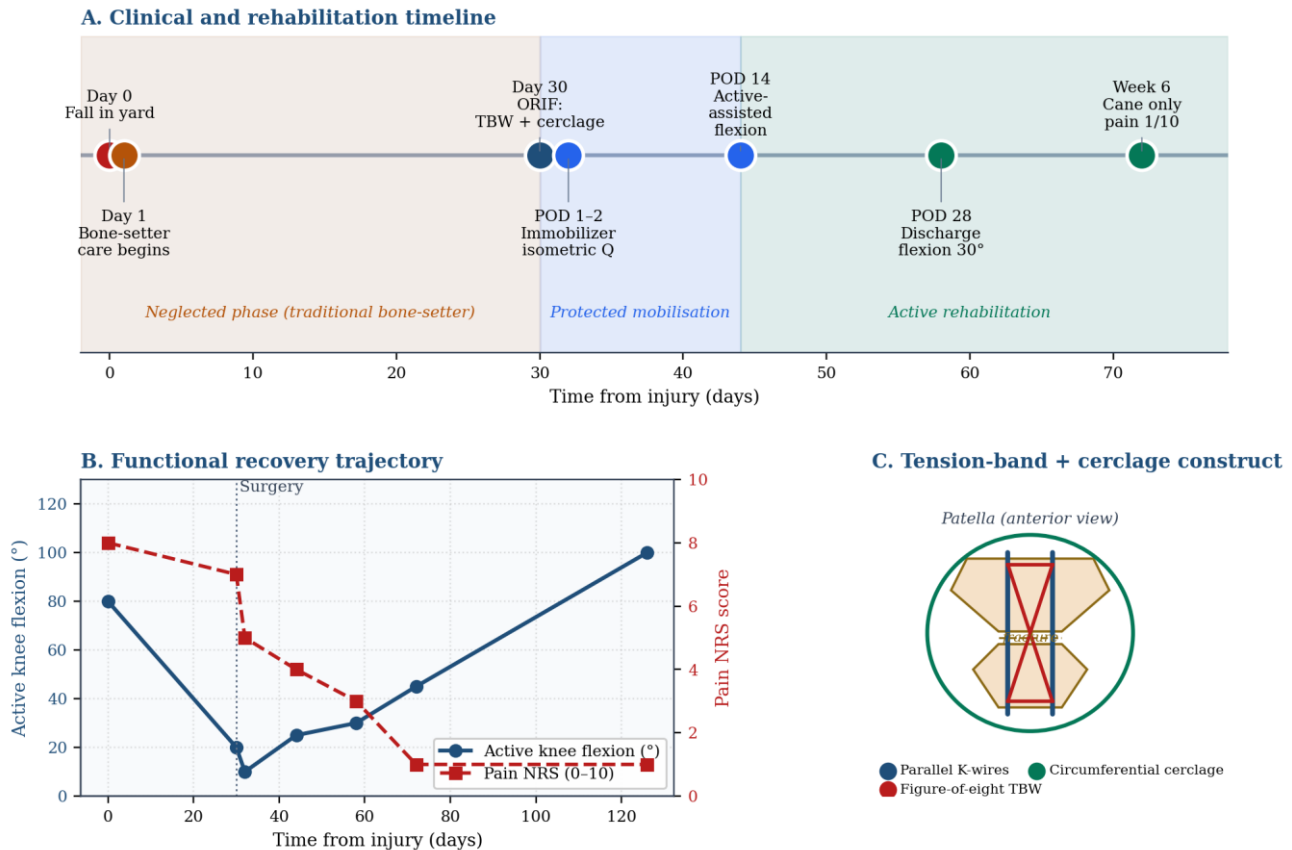 A. Clinical and rehabilitation timeline
Day 0
Fall in yard
Day 30
ORIF:
TBW + cerclage
POD 14
Active-
assisted
flexion
Week 6
Cane only
pain 1/10
Day 1
Bone-setter
care begins
POD 1–2
Immobilizer
isometric Q
POD 28
Discharge
flexion 30°
Neglected phase (traditional bone-setter)
Protected mobilisation
Active rehabilitation
0 10 20 30 40 50 60 70
Time from injury (days)
B. Functional recovery trajectory
Surgery
Active knee flexion (°)
120
100
80
60
40
20
0
10
8
6
4
2
0
Pain NRS score
Active knee flexion (°)
Pain NRS (0–10)
0 20 40 60 80 100 120
Time from injury (days)
C. Tension-band + cerclage construct
Patella (anterior view)
fracture
Parallel K-wires
Circumferential cerclage
Figure-of-eight TBW